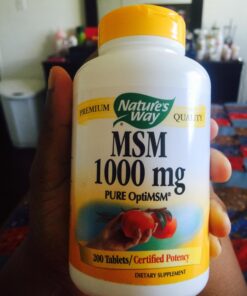 Nature's
Way
PREMIUM QUALITY
MSM
1000 mg
PURE OptiMSM®
200 Tablets/Certified Potency
DIETARY SUPPLEMENT